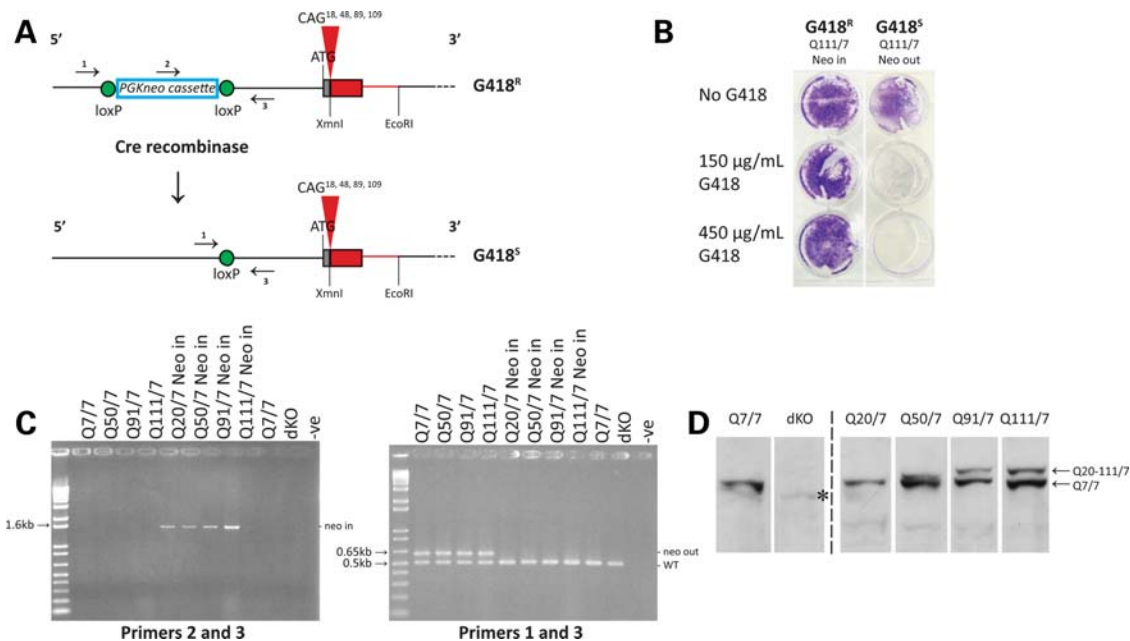 A
5’
3’
CAG18, 48, 89, 109
ATG
1
2
PGKneo cassette
loxP
loxP
3
XmnI
EcoRI
G418R
Cre recombinase
5’
3’
CAG18, 48, 89, 109
ATG
1
loxP
3
XmnI
EcoRI
G418S
B
G418R G418S
Q111/7 Q111/7
Neo in Neo out
No G418
150 µg/mL
G418
450 µg/mL
G418
C
Q7/7
Q50/7
Q91/7
Q111/7
Q20/7 Neo in
Q50/7 Neo in
Q91/7 Neo in
Q111/7 Neo in
Q7/7
dKO
-ve
1.6kb→
- neo in
Primers 2 and 3
Q7/7
Q50/7
Q91/7
Q111/7
Q20/7 Neo in
Q50/7 Neo in
Q91/7 Neo in
Q111/7 Neo in
Q7/7
dKO
-ve
0.65kb→
0.5kb→
- neo out
- WT
Primers 1 and 3
D
Q7/7 dKO Q20/7 Q50/7 Q91/7 Q111/7
*
←Q20-111/7
←Q7/7